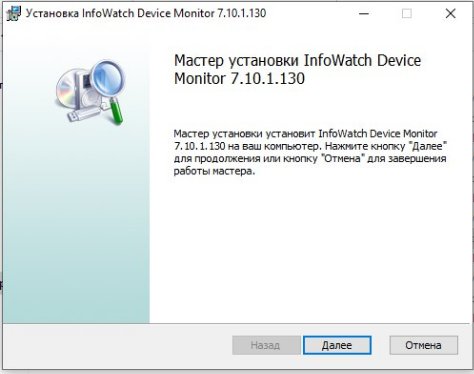 Установка InfoWatch Device Monitor 7.10.1.130
Мастер установки InfoWatch Device
Monitor 7.10.1.130
Мастер установки установит InfoWatch Device Monitor
7.10.1.130 на ваш компьютер. Нажмите кнопку "Далее"
для продолжения или кнопку "Отмена" для завершения
работы мастера.
Назад Далее Отмена